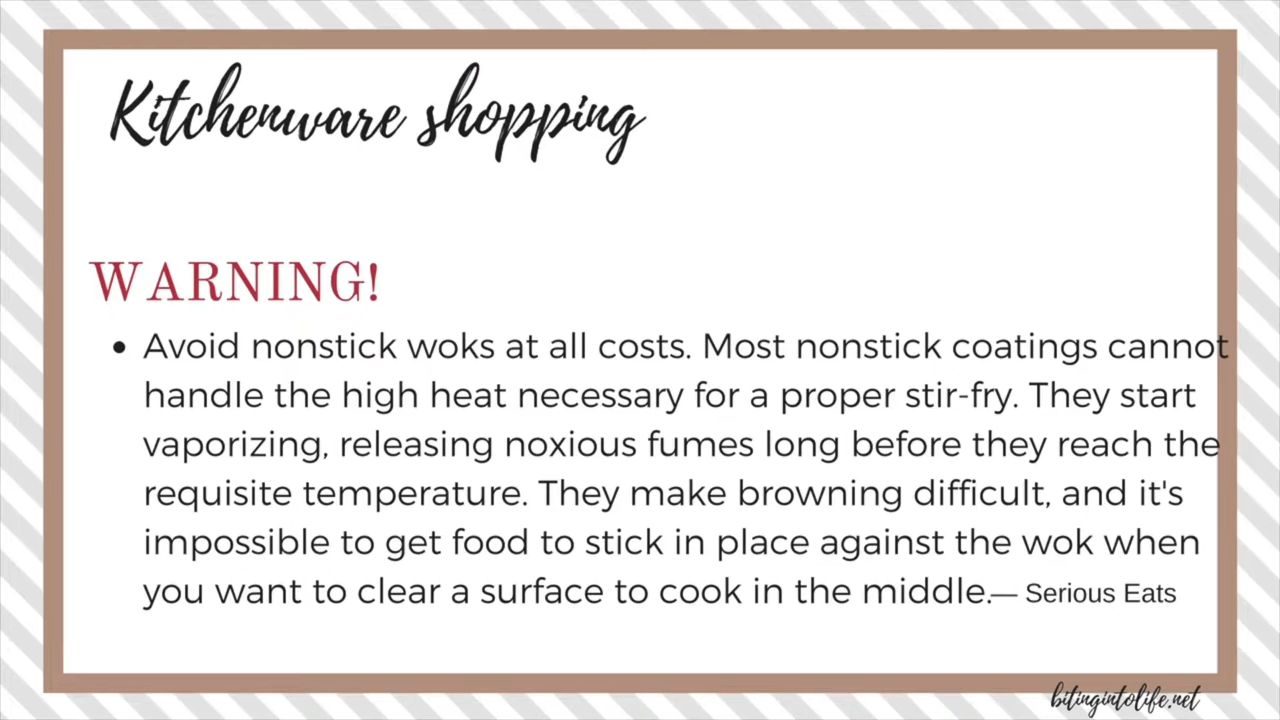 Kitchenware shopping
WARNING!
• Avoid nonstick woks at all costs. Most nonstick coatings cannot
handle the high heat necessary for a proper stir-fry. They start
vaporizing, releasing noxious fumes long before they reach the
requisite temperature. They make browning difficult, and it's
impossible to get food to stick in place against the wok when
you want to clear a surface to cook in the middle.— Serious Eats
bitingintolife.net